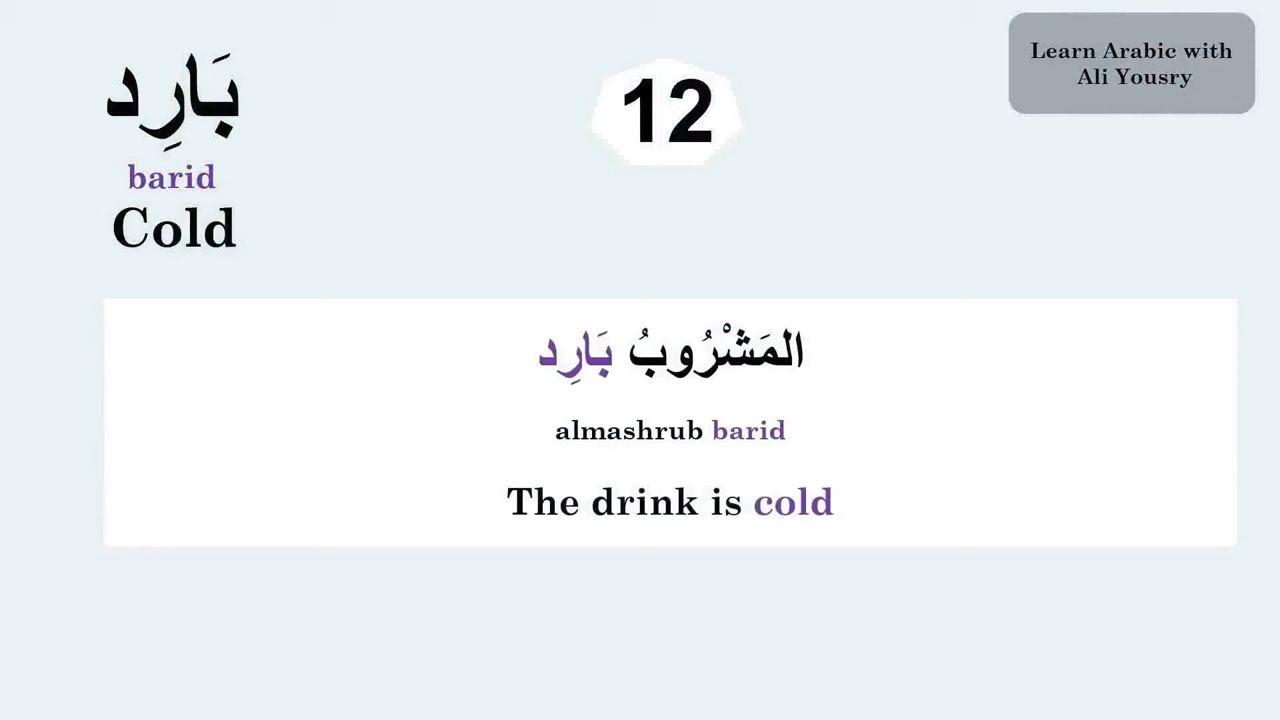 بَارِد
barid
Cold
12
Learn Arabic with
Ali Yousry
المَشْرُوبُ بَارِد
almashrub barid
The drink is cold